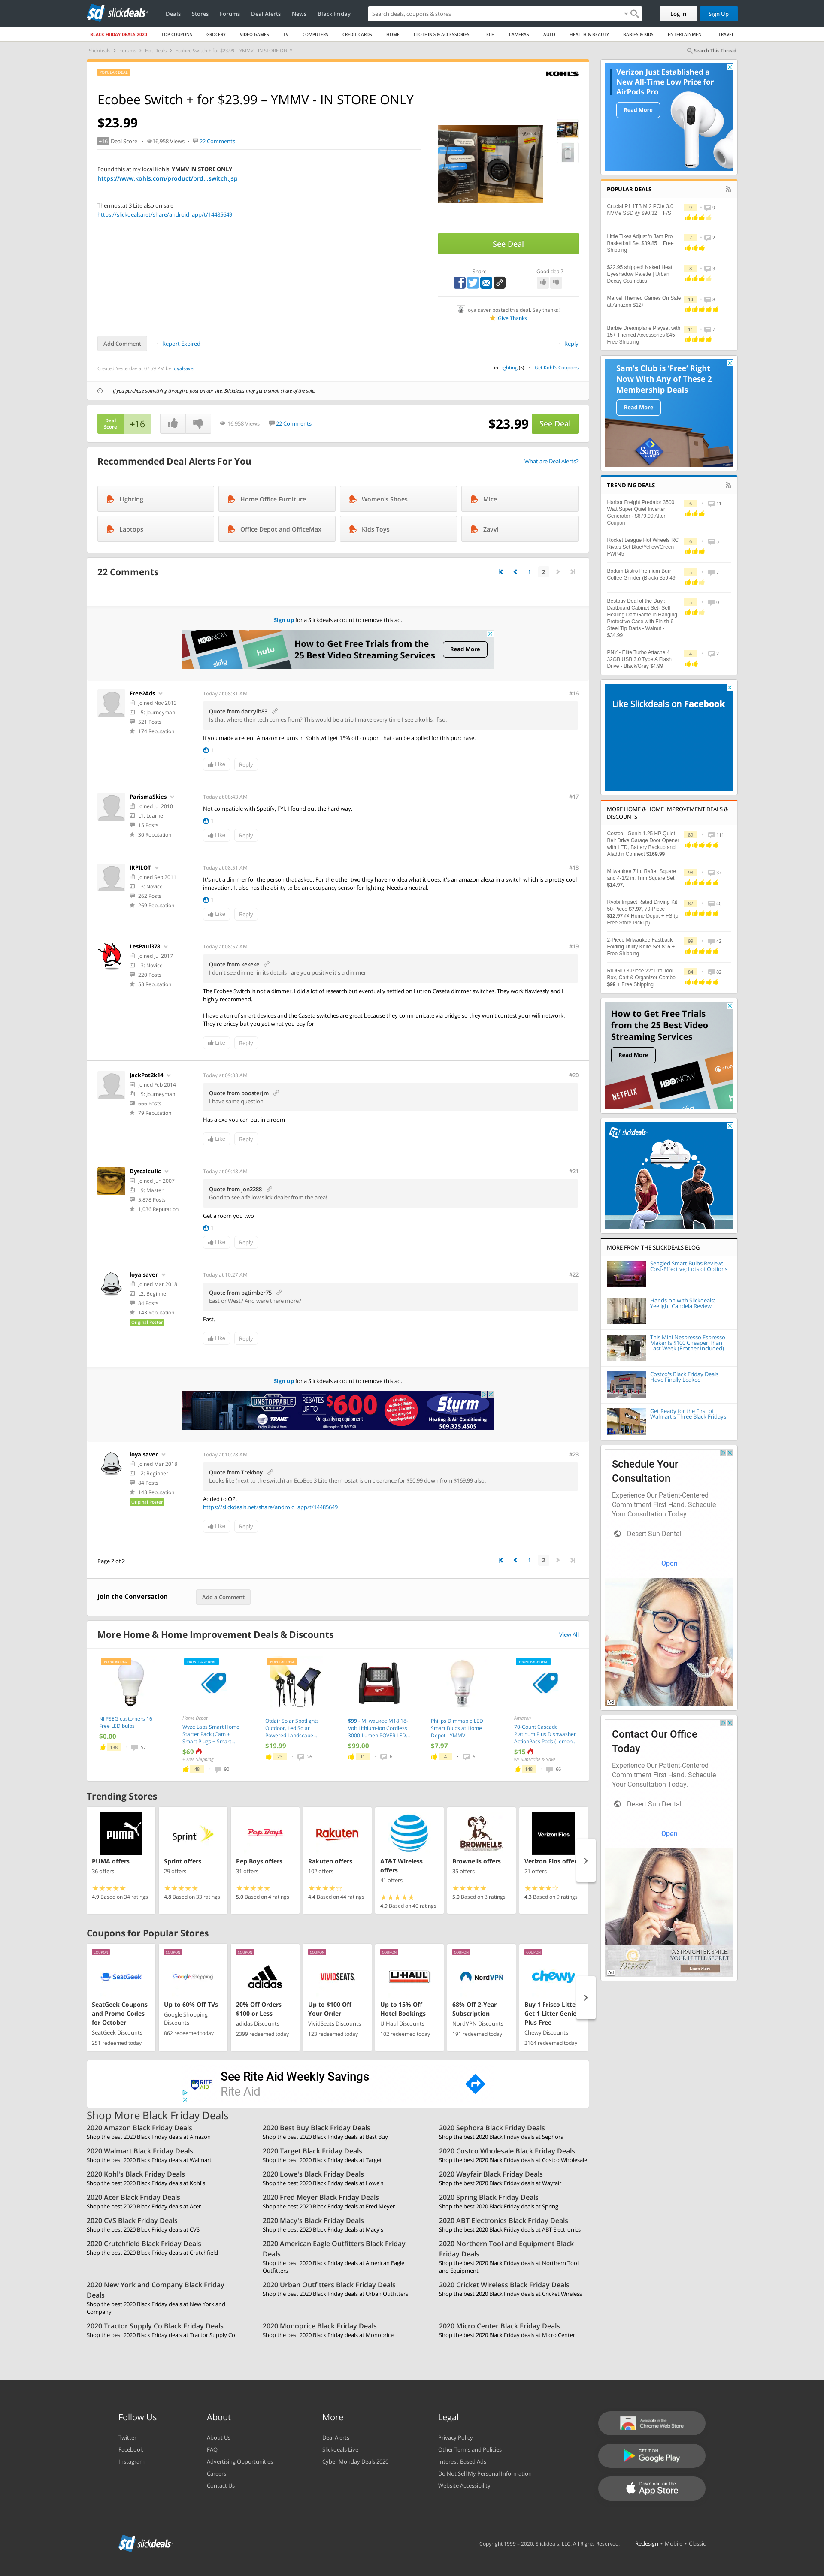 slickdeals
Deals Stores Forums Deal Alerts News Black Friday
Search deals, coupons & stores
Log In Sign Up
BLACK FRIDAY DEALS 2020 TOP COUPONS GROCERY VIDEO GAMES TV COMPUTERS CREDIT CARDS HOME CLOTHING & ACCESSORIES TECH CAMERAS AUTO HEALTH & BEAUTY BABIES & KIDS ENTERTAINMENT TRAVEL
Slickdeals Forums Hot Deals Ecobee Switch + for $23.99 – YMMV - IN STORE ONLY
Search This Thread
POPULAR DEAL
KOHL'S
Ecobee Switch + for $23.99 – YMMV - IN STORE ONLY
$23.99
+16 Deal Score 16,958 Views 22 Comments
Found this at my local Kohls! YMMV IN STORE ONLY
https://www.kohls.com/product/prd...switch.jsp
Thermostat 3 Lite also on sale
https://slickdeals.net/share/android_app/t/14485649
See Deal
Share Good deal?
loyalsaver posted this deal. Say thanks!
Give Thanks
Add Comment Report Expired Reply
Created Yesterday at 07:59 PM by loyalsaver
in Lighting (5) Get Kohl's Coupons
If you purchase something through a post on our site, Slickdeals may get a small share of the sale.
Deal Score +16 16,958 Views 22 Comments $23.99 See Deal
Recommended Deal Alerts For You
What are Deal Alerts?
Lighting Home Office Furniture Women's Shoes Mice
Laptops Office Depot and OfficeMax Kids Toys Zavvi
22 Comments
1 2
Sign up for a Slickdeals account to remove this ad.
HBO NOW sling hulu
How to Get Free Trials from the
25 Best Video Streaming Services
Read More
Free2Ads
Joined Nov 2013
L5: Journeyman
521 Posts
174 Reputation
Today at 08:31 AM #16
Quote from darrylb83
Is that where their tech comes from? This would be a trip I make every time I see a kohls, if so.
If you made a recent Amazon returns in Kohls will get 15% off coupon that can be applied for this purchase.
1
Like Reply
ParismaSkies
Joined Jul 2010
L1: Learner
15 Posts
30 Reputation
Today at 08:43 AM #17
Not compatible with Spotify, FYI. I found out the hard way.
1
Like Reply
IRPILOT
Joined Sep 2011
L3: Novice
262 Posts
269 Reputation
Today at 08:51 AM #18
It's not a dimmer for the person that asked. For the other two they have no idea what it does, it's an amazon alexa in a switch which is a pretty cool
innovation. It also has the ability to be an occupancy sensor for lighting. Needs a neutral.
1
Like Reply
LesPaul378
Joined Jul 2017
L3: Novice
220 Posts
53 Reputation
Today at 08:57 AM #19
Quote from kekeke
I don't see dimmer in its details - are you positive it's a dimmer
The Ecobee Switch is not a dimmer. I did a lot of research but eventually settled on Lutron Caseta dimmer switches. They work flawlessly and I
highly recommend.
I have a ton of smart devices and the Caseta switches are great because they communicate via bridge so they won't contest your wifi network.
They're pricey but you get what you pay for.
Like Reply
JackPot2k14
Joined Feb 2014
L5: Journeyman
666 Posts
79 Reputation
Today at 09:33 AM #20
Quote from boosterjm
I have same question
Has alexa you can put in a room
Like Reply
Dyscalculic
Joined Jun 2007
L9: Master
5,878 Posts
1,036 Reputation
Today at 09:48 AM #21
Quote from Jon2288
Good to see a fellow slick dealer from the area!
Get a room you two
1
Like Reply
loyalsaver
Joined Mar 2018
L2: Beginner
84 Posts
143 Reputation
Original Poster
Today at 10:27 AM #22
Quote from bgtimber75
East or West? And were there more?
East.
Like Reply
Sign up for a Slickdeals account to remove this ad.
UNSTOPPABLE TRANE
REBATES UP TO $600
Sturm
Heating & Air Conditioning
509.325.4505
loyalsaver
Joined Mar 2018
L2: Beginner
84 Posts
143 Reputation
Original Poster
Today at 10:28 AM #23
Quote from Trekboy
Looks like (next to the switch) an EcoBee 3 Lite thermostat is on clearance for $50.99 down from $169.99 also.
Added to OP.
https://slickdeals.net/share/android_app/t/14485649
Like Reply
Page 2 of 2
1 2
Join the Conversation Add a Comment
More Home & Home Improvement Deals & Discounts
View All
NJ PSEG customers 16 Free LED bulbs
$0.00
138 57
Home Depot
Wyze Labs Smart Home Starter Pack (Cam + Smart Plugs + Smart...
$69
+ Free Shipping
48 90
Otdair Solar Spotlights Outdoor, Led Solar Powered Landscape...
$19.99
23 26
$99 - Milwaukee M18 18-Volt Lithium-Ion Cordless 3000-Lumen ROVER LED...
$99.00
11 6
Philips Dimmable LED Smart Bulbs at Home Depot - YMMV
$7.97
4 6
Amazon
70-Count Cascade Platinum Plus Dishwasher ActionPacs Pods (Lemon...
$15
w/ Subscribe & Save
148 66
Trending Stores
PUMA offers
36 offers
4.9 Based on 34 ratings
Sprint offers
29 offers
4.8 Based on 33 ratings
Pep Boys offers
31 offers
5.0 Based on 4 ratings
Rakuten offers
102 offers
4.4 Based on 44 ratings
AT&T Wireless offers
41 offers
4.9 Based on 40 ratings
Brownells offers
35 offers
5.0 Based on 3 ratings
Verizon Fios offer
21 offers
4.3 Based on 9 ratings
Coupons for Popular Stores
SeatGeek Coupons and Promo Codes for October
SeatGeek Discounts
251 redeemed today
Up to 60% Off TVs
Google Shopping Discounts
862 redeemed today
20% Off Orders $100 or Less
adidas Discounts
2399 redeemed today
Up to $100 Off Your Order
VividSeats Discounts
123 redeemed today
Up to 15% Off Hotel Bookings
U-Haul Discounts
102 redeemed today
68% Off 2-Year Subscription
NordVPN Discounts
191 redeemed today
Buy 1 Frisco Litter Get 1 Litter Genie Plus Free
Chewy Discounts
2164 redeemed today
RITE AID
See Rite Aid Weekly Savings
Rite Aid
Shop More Black Friday Deals
2020 Amazon Black Friday Deals
Shop the best 2020 Black Friday deals at Amazon
2020 Best Buy Black Friday Deals
Shop the best 2020 Black Friday deals at Best Buy
2020 Sephora Black Friday Deals
Shop the best 2020 Black Friday deals at Sephora
2020 Walmart Black Friday Deals
Shop the best 2020 Black Friday deals at Walmart
2020 Target Black Friday Deals
Shop the best 2020 Black Friday deals at Target
2020 Costco Wholesale Black Friday Deals
Shop the best 2020 Black Friday deals at Costco Wholesale
2020 Kohl's Black Friday Deals
Shop the best 2020 Black Friday deals at Kohl's
2020 Lowe's Black Friday Deals
Shop the best 2020 Black Friday deals at Lowe's
2020 Wayfair Black Friday Deals
Shop the best 2020 Black Friday deals at Wayfair
2020 Acer Black Friday Deals
Shop the best 2020 Black Friday deals at Acer
2020 Fred Meyer Black Friday Deals
Shop the best 2020 Black Friday deals at Fred Meyer
2020 Spring Black Friday Deals
Shop the best 2020 Black Friday deals at Spring
2020 CVS Black Friday Deals
Shop the best 2020 Black Friday deals at CVS
2020 Macy's Black Friday Deals
Shop the best 2020 Black Friday deals at Macy's
2020 ABT Electronics Black Friday Deals
Shop the best 2020 Black Friday deals at ABT Electronics
2020 Crutchfield Black Friday Deals
Shop the best 2020 Black Friday deals at Crutchfield
2020 American Eagle Outfitters Black Friday Deals
Shop the best 2020 Black Friday deals at American Eagle Outfitters
2020 Northern Tool and Equipment Black Friday Deals
Shop the best 2020 Black Friday deals at Northern Tool and Equipment
2020 New York and Company Black Friday Deals
Shop the best 2020 Black Friday deals at New York and Company
2020 Urban Outfitters Black Friday Deals
Shop the best 2020 Black Friday deals at Urban Outfitters
2020 Cricket Wireless Black Friday Deals
Shop the best 2020 Black Friday deals at Cricket Wireless
2020 Tractor Supply Co Black Friday Deals
Shop the best 2020 Black Friday deals at Tractor Supply Co
2020 Monoprice Black Friday Deals
Shop the best 2020 Black Friday deals at Monoprice
2020 Micro Center Black Friday Deals
Shop the best 2020 Black Friday deals at Micro Center
Verizon Just Established a
New All-Time Low Price for
AirPods Pro
Read More
POPULAR DEALS
Crucial P1 1TB M.2 PCIe 3.0 NVMe SSD @ $90.32 + F/S
9 9
Little Tikes Adjust 'n Jam Pro Basketball Set $39.85 + Free Shipping
7 2
$22.95 shipped! Naked Heat Eyeshadow Palette | Urban Decay Cosmetics
8 3
Marvel Themed Games On Sale at Amazon $12+
14 8
Barbie Dreamplane Playset with 15+ Themed Accessories $45 + Free Shipping
11 7
Sam's Club is 'Free' Right
Now With Any of These 2
Membership Deals
Read More
TRENDING DEALS
Harbor Freight Predator 3500 Watt Super Quiet Inverter Generator - $679.99 After Coupon
6 11
Rocket League Hot Wheels RC Rivals Set Blue/Yellow/Green FWP45
6 5
Bodum Bistro Premium Burr Coffee Grinder (Black) $59.49
5 7
Bestbuy Deal of the Day : Dartboard Cabinet Set- Self Healing Dart Game in Hanging Protective Case with Finish 6 Steel Tip Darts - Walnut - $34.99
5 0
PNY - Elite Turbo Attache 4 32GB USB 3.0 Type A Flash Drive - Black/Gray $4.99
4 2
Like Slickdeals on Facebook
MORE HOME & HOME IMPROVEMENT DEALS & DISCOUNTS
Costco - Genie 1.25 HP Quiet Belt Drive Garage Door Opener with LED, Battery Backup and Aladdin Connect $169.99
89 111
Milwaukee 7 in. Rafter Square and 4-1/2 in. Trim Square Set $14.97.
98 37
Ryobi Impact Rated Driving Kit 50-Piece $7.97, 70-Piece $12.97 @ Home Depot + FS (or Free Store Pickup)
82 40
2-Piece Milwaukee Fastback Folding Utility Knife Set $15 + Free Shipping
99 42
RIDGID 3-Piece 22" Pro Tool Box, Cart & Organizer Combo $99 + Free Shipping
84 82
How to Get Free Trials
from the 25 Best Video
Streaming Services
Read More
NETFLIX HBO NOW hulu
slickdeals
MORE FROM THE SLICKDEALS BLOG
Sengled Smart Bulbs Review: Cost-Effective; Lots of Options
Hands-on with Slickdeals: Yeelight Candela Review
This Mini Nespresso Espresso Maker Is $100 Cheaper Than Last Week (Frother Included)
Costco's Black Friday Deals Have Finally Leaked
Get Ready for the First of Walmart's Three Black Fridays
Schedule Your
Consultation
Experience Our Patient-Centered
Commitment First Hand. Schedule
Your Consultation Today.
Desert Sun Dental
Open
Ad
Contact Our Office
Today
Experience Our Patient-Centered
Commitment First Hand. Schedule
Your Consultation Today.
Desert Sun Dental
Open
A STRAIGHTER SMILE...
YOUR LITTLE SECRET
Ad
Follow Us About More Legal
Twitter About Us Deal Alerts Privacy Policy
Facebook FAQ Slickdeals Live Other Terms and Policies
Instagram Advertising Opportunities Cyber Monday Deals 2020 Interest-Based Ads
Careers Do Not Sell My Personal Information
Contact Us Website Accessibility
Available in the Chrome Web Store
GET IT ON Google Play
Download on the App Store
slickdeals
Copyright 1999 – 2020. Slickdeals, LLC. All Rights Reserved. Redesign • Mobile • Classic